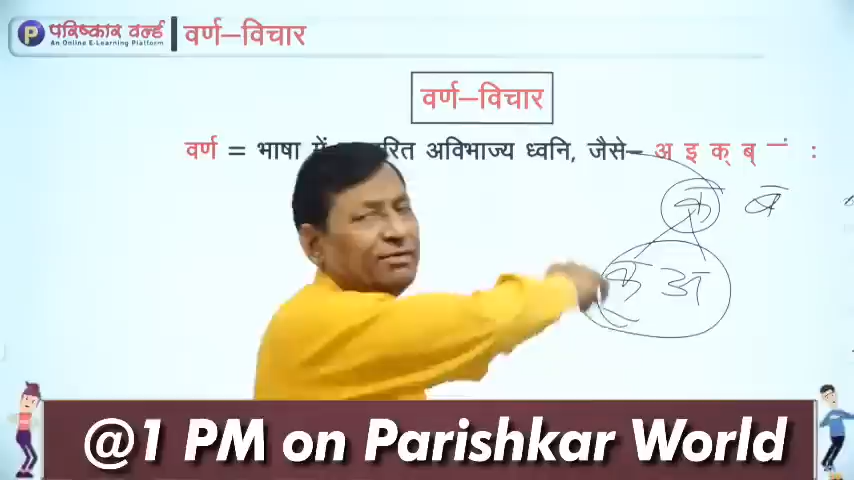 परिष्कार वर्ल्ड
An Online E-Learning Platform
वर्ण–विचार
वर्ण–विचार
वर्ण = भाषा में अविभाज्य ध्वनि, जैसे– अ इ क् ब् ं :
क ब
क् अ
@1 PM on Parishkar World